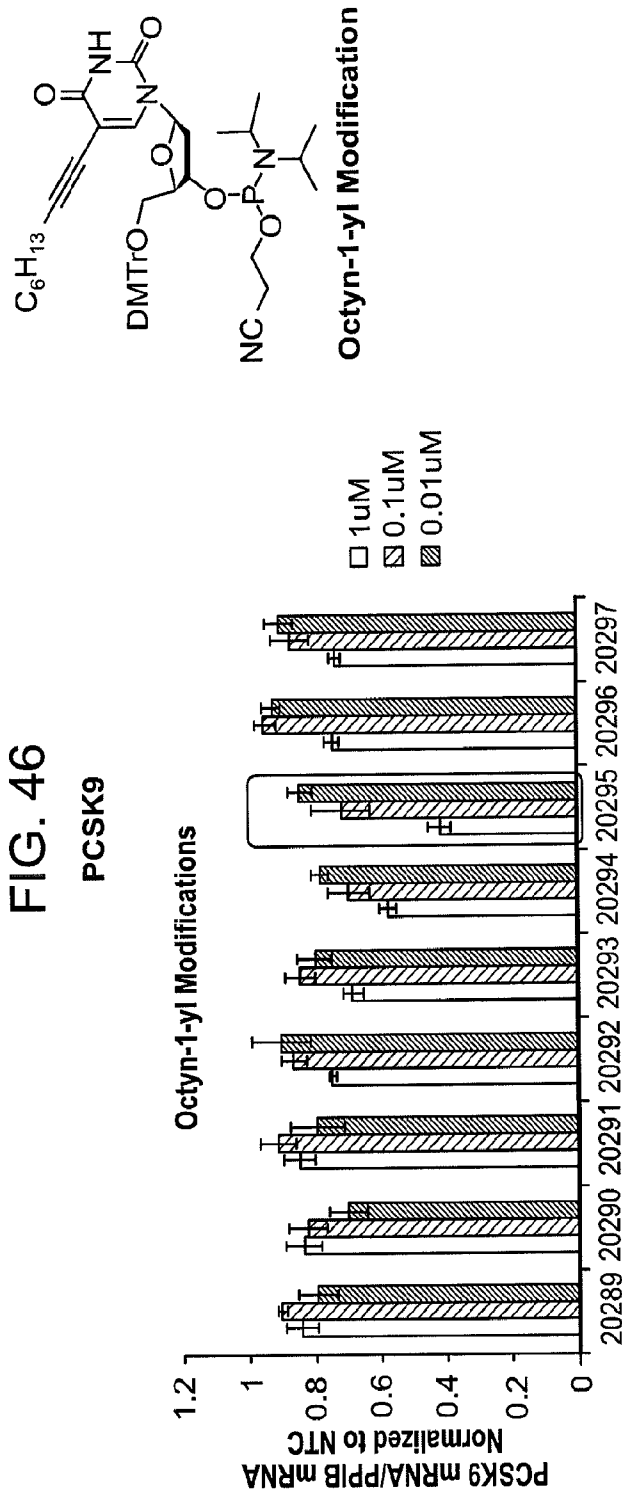 FIG. 46
PCSK9
Octyn-1-yl Modifications
PCSK9 mRNA/PPIB mRNA
Normalized to NTC
1.2
1
0.8
0.6
0.4
0.2
0
20289 20290 20291 20292 20293 20294 20295 20296 20297
1uM
0.1uM
0.01uM
C6H13
O
NH
O
N
O
DMTrO
O
P
N
O
NC
Octyn-1-yl Modification